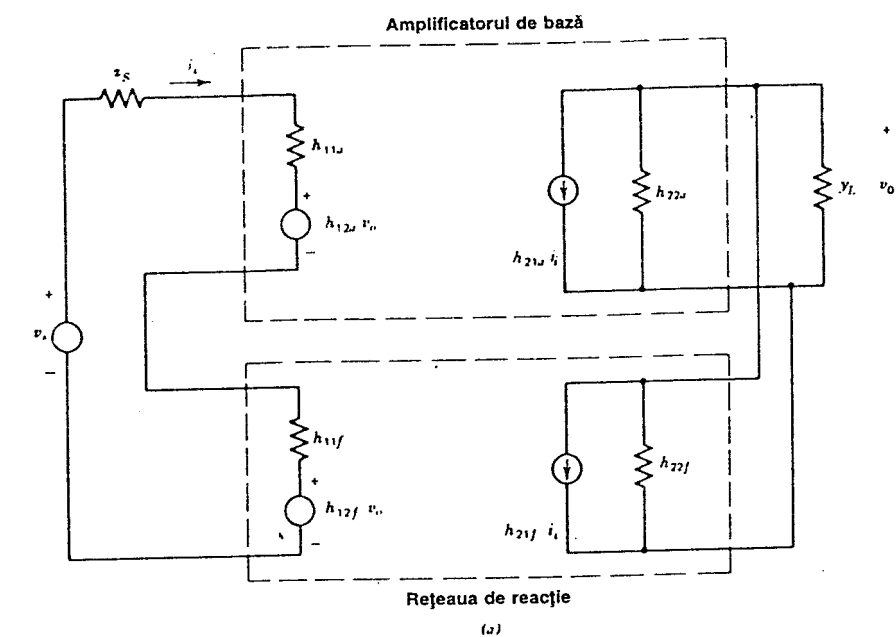 Amplificatorul de bază
z_S
i_i
h_11a
+
h_12a v_o
−
h_22a
h_21a i_i
y_L
+
v_0
+
v_s
−
h_11f
+
h_12f v_o
−
h_22f
h_21f i_i
Rețeaua de reacție
(a)